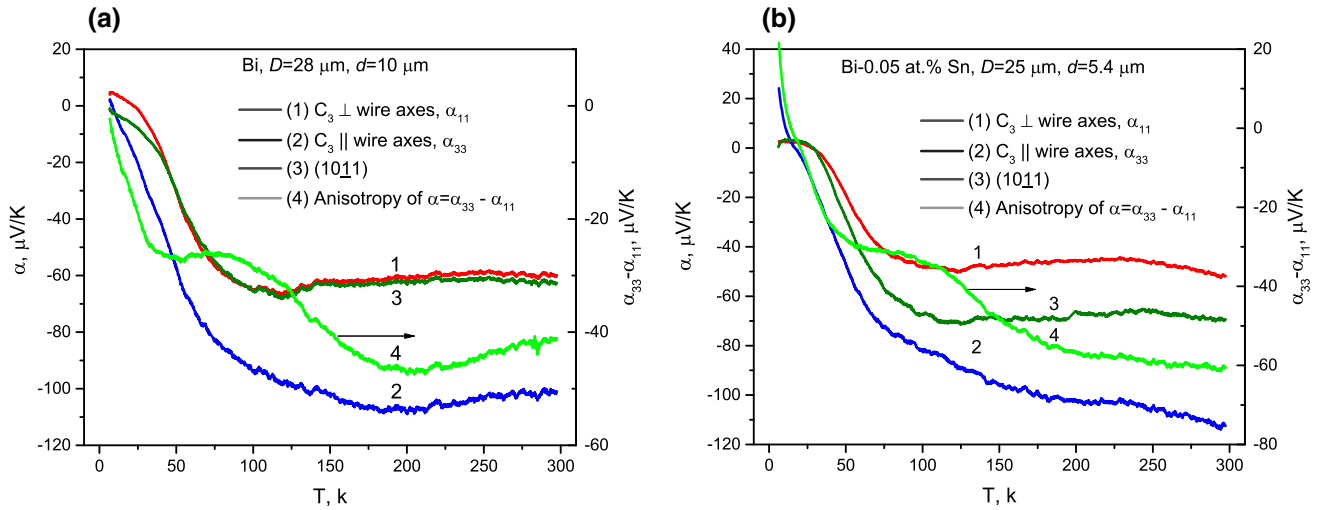 (a)
Bi, D=28 μm, d=10 μm
(1) C3 ⊥ wire axes, α11
(2) C3 || wire axes, α33
(3) (1011)
(4) Anisotropy of α=α33 - α11
α, μV/K
20
0
-20
-40
-60
-80
-100
-120
0
-20
-40
-60
α33-α11, μV/K
1
3
4
2
0 50 100 150 200 250 300
T, k
(b)
Bi-0.05 at.% Sn, D=25 μm, d=5.4 μm
(1) C3 ⊥ wire axes, α11
(2) C3 || wire axes, α33
(3) (1011)
(4) Anisotropy of α=α33 - α11
α, μV/K
40
20
0
-20
-40
-60
-80
-100
-120
20
0
-20
-40
-60
-80
α33-α11, μV/K
1
3
2
4
0 50 100 150 200 250 300
T, k